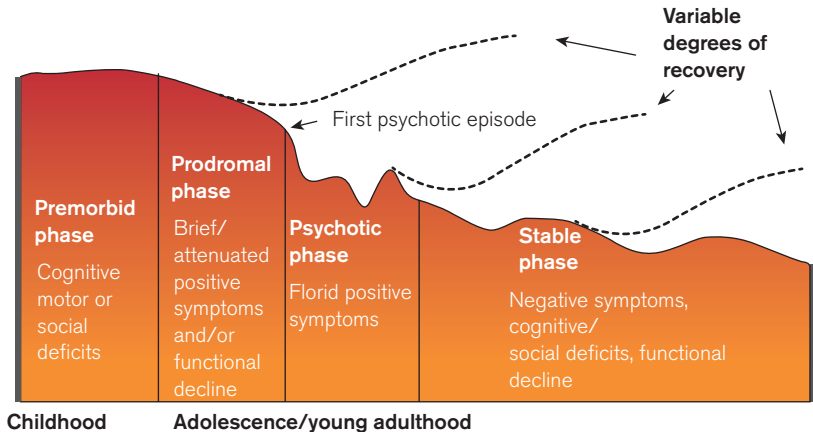 Variable
degrees of
recovery
First psychotic episode
Premorbid
phase
Cognitive
motor or
social
deficits
Prodromal
phase
Brief/
attenuated
positive
symptoms
and/or
functional
decline
Psychotic
phase
Florid positive
symptoms
Stable
phase
Negative symptoms,
cognitive/
social deficits, functional
decline
Childhood
Adolescence/young adulthood